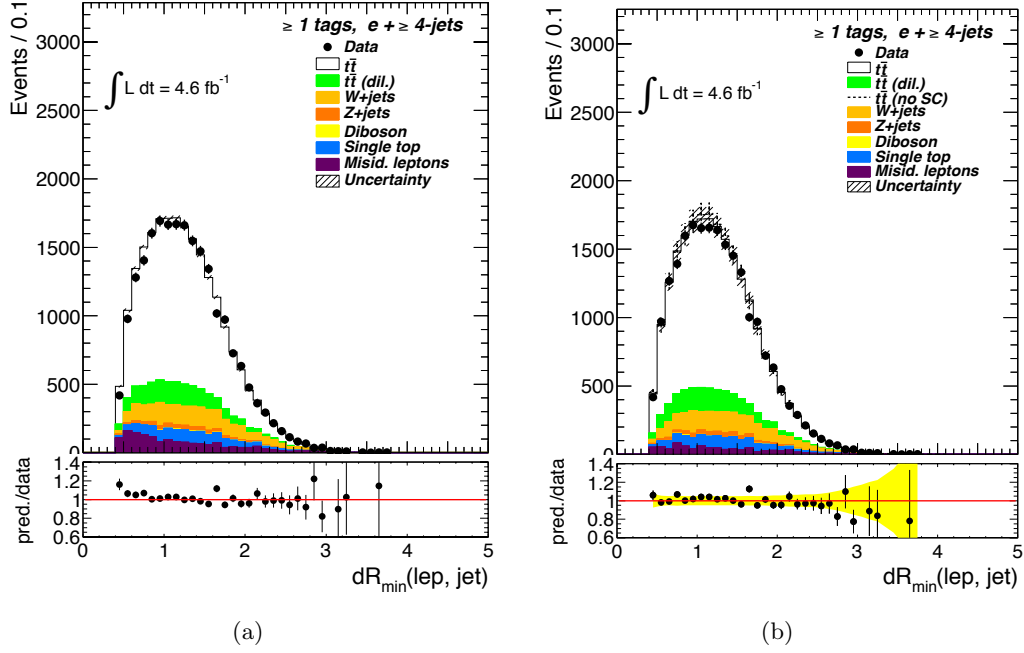 ≥ 1 tags, e + ≥ 4-jets
Data
tt̄
tt̄ (dil.)
W+jets
Z+jets
Diboson
Single top
Misid. leptons
Uncertainty
∫ L dt = 4.6 fb⁻¹
Events / 0.1
3000
2500
2000
1500
1000
500
0
pred./data
1.4
1.2
1
0.8
0.6
0 1 2 3 4 5
dR_min(lep, jet)
(a)
≥ 1 tags, e + ≥ 4-jets
Data
tt̄
tt̄ (dil.)
tt̄ (no SC)
W+jets
Z+jets
Diboson
Single top
Misid. leptons
Uncertainty
∫ L dt = 4.6 fb⁻¹
Events / 0.1
3000
2500
2000
1500
1000
500
0
pred./data
1.4
1.2
1
0.8
0.6
0 1 2 3 4 5
dR_min(lep, jet)
(b)